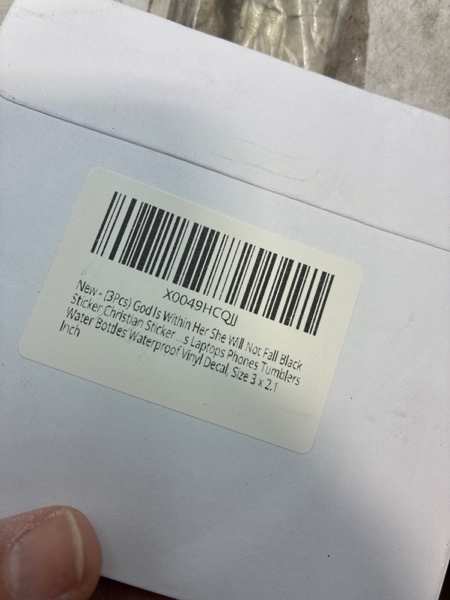 X0049HCQJJ
New - (3Pcs) God Is Within Her She Will Not Fall Black
Sticker Christian Sticker ...s Laptops Phones Tumblers
Water Bottles Waterproof Vinyl Decal, Size 3 x 2.1
Inch